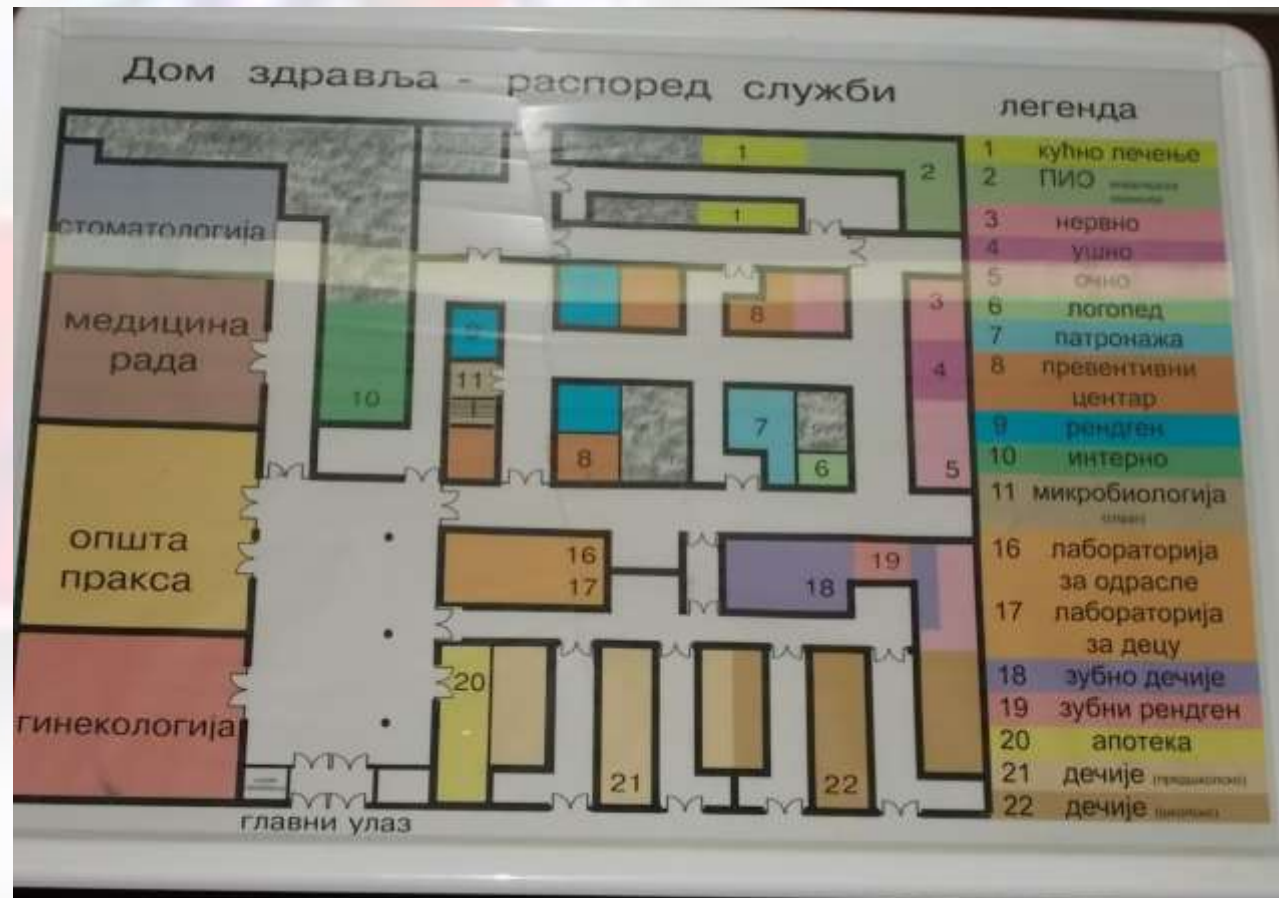 Дом здравља - распоред служби
легенда
1 кућно лечење
2 ПИО
3 нервно
4 ушно
5 очно
6 логопед
7 патронажа
8 превентивни
центар
9 рендген
10 интерно
11 микробиологија
16 лабораторија
за одрасле
17 лабораторија
за децу
18 зубно дечије
19 зубни рендген
20 апотека
21 дечије
22 дечије
1
2
1
стоматологија
3
8
медицина
рада
9
11
4
10
7
8
6
5
општа
пракса
16
17
19
18
20
гинекологија
21
22
главни улаз